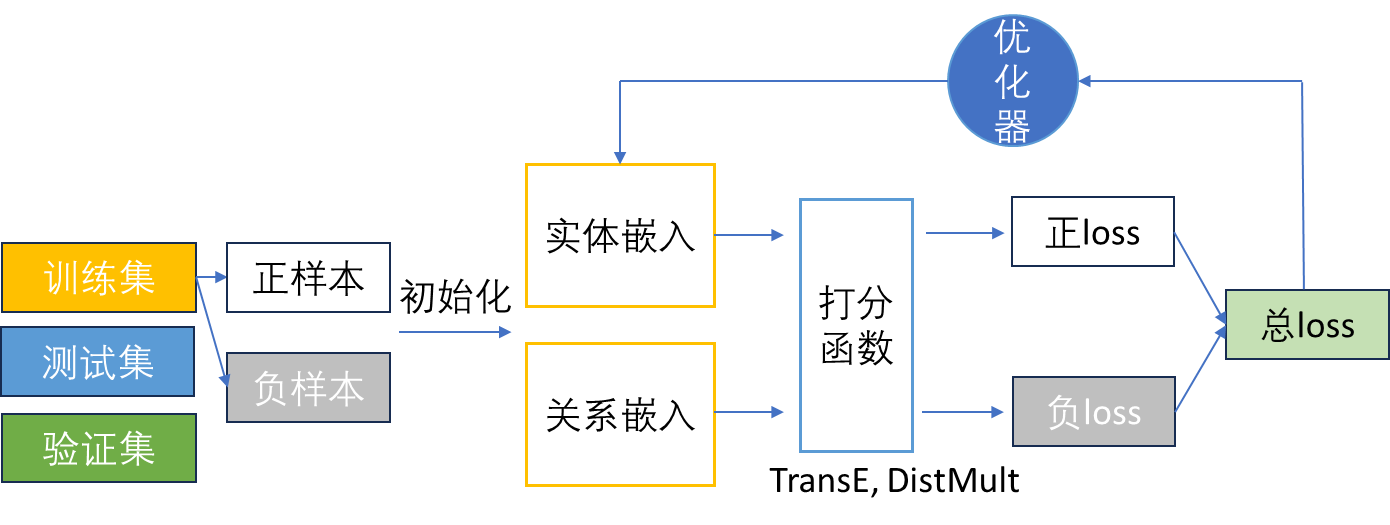 优
化
器
训练集
测试集
验证集
正样本
负样本
初始化
实体嵌入
关系嵌入
打分
函数
TransE, DistMult
正loss
负loss
总loss